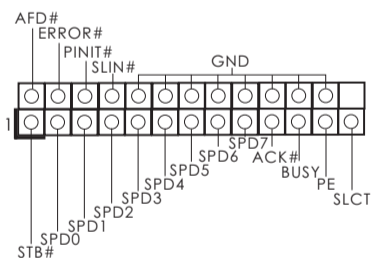 AFD#
ERROR#
PINIT#
SLIN#
GND
1
SPD7
SPD6
ACK#
SPD5
BUSY
SPD4
PE
SPD3
SLCT
SPD2
SPD1
SPD0
STB#